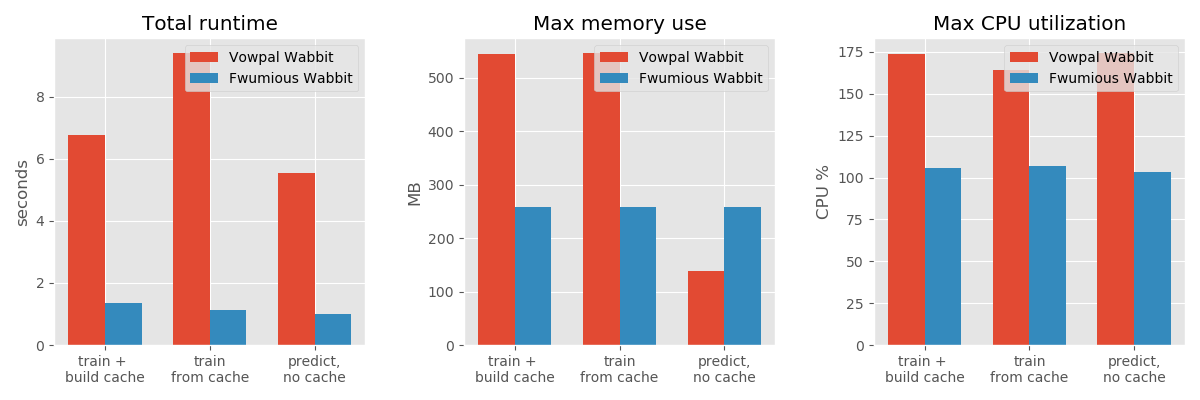 Total runtime
Vowpal Wabbit
Fwumious Wabbit
8
6
4
2
0
seconds
train +
build cache
train
from cache
predict,
no cache
Max memory use
Vowpal Wabbit
Fwumious Wabbit
500
400
300
200
100
0
MB
train +
build cache
train
from cache
predict,
no cache
Max CPU utilization
Vowpal Wabbit
Fwumious Wabbit
175
150
125
100
75
50
25
0
CPU %
train +
build cache
train
from cache
predict,
no cache